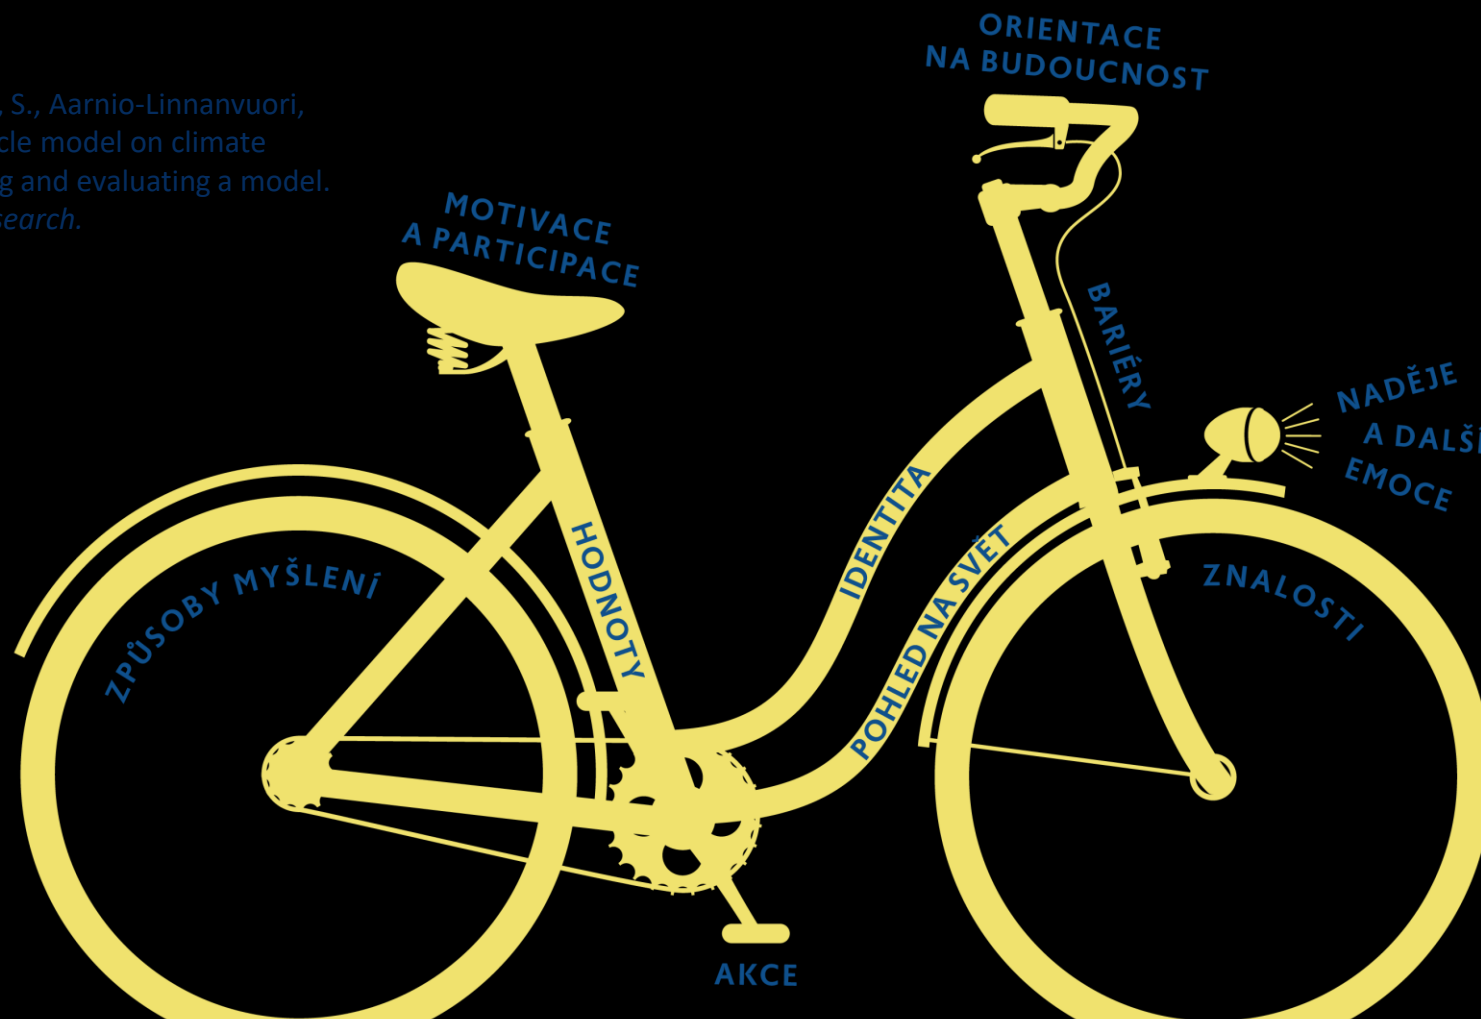 ORIENTACE
NA BUDOUCNOST
, S., Aarnio-Linnanvuori,
cle model on climate
g and evaluating a model.
search.
MOTIVACE
A PARTICIPACE
BARIÉRY
NADĚJE
A DALŠÍ
EMOCE
IDENTITA
HODNOTY
POHLED NA SVĚT
ZPŮSOBY MYŠLENÍ
ZNALOSTI
AKCE